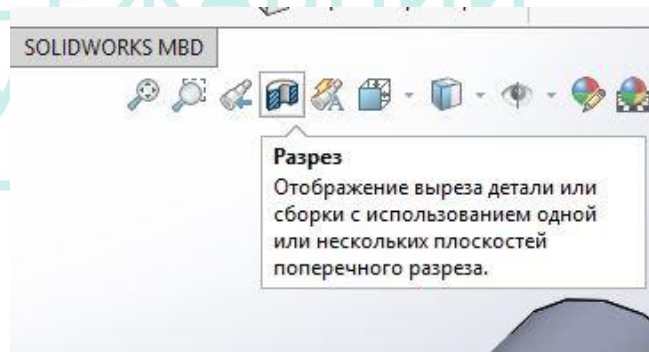 SOLIDWORKS MBD
Разрез
Отображение выреза детали или
сборки с использованием одной
или нескольких плоскостей
поперечного разреза.